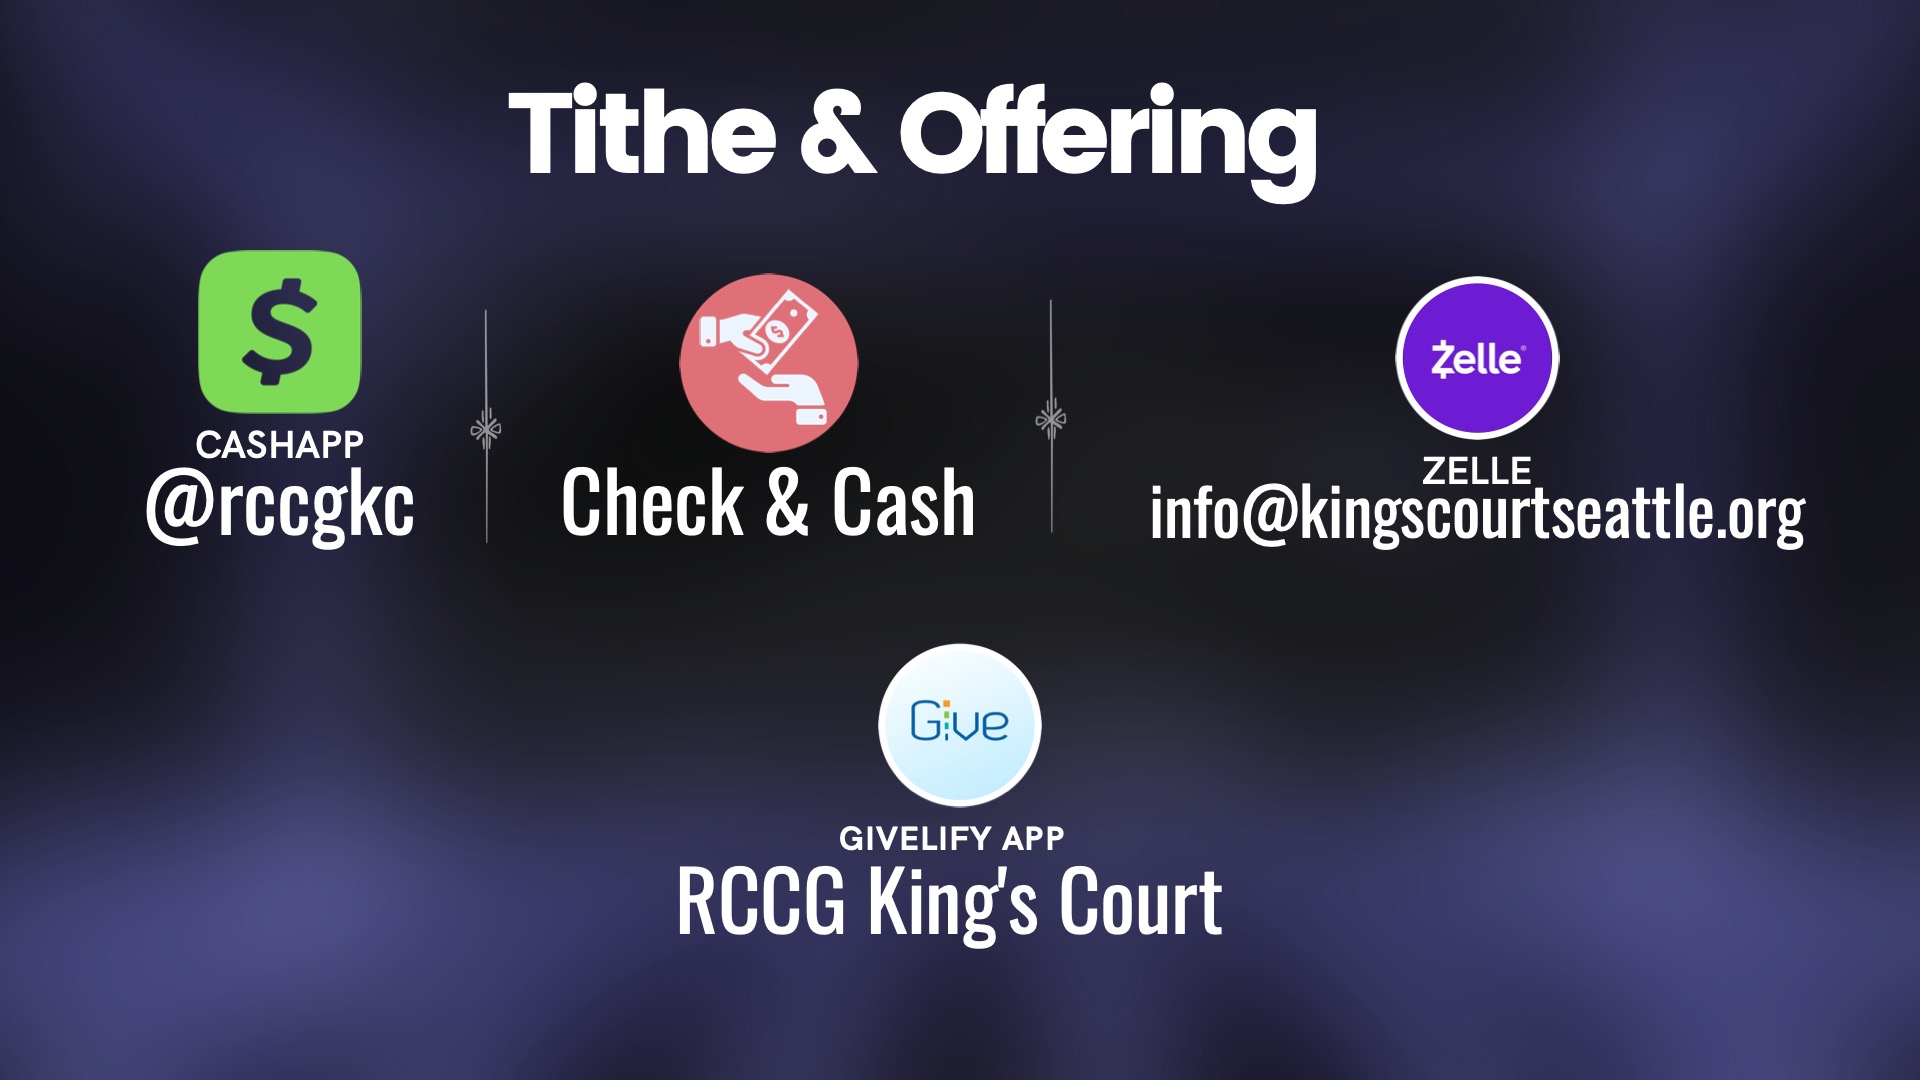 Tithe & Offering
$
CASHAPP
@rccgkc
$
Check & Cash
Zelle®
ZELLE
info@kingscourtseattle.org
Give
GIVELIFY APP
RCCG King's Court